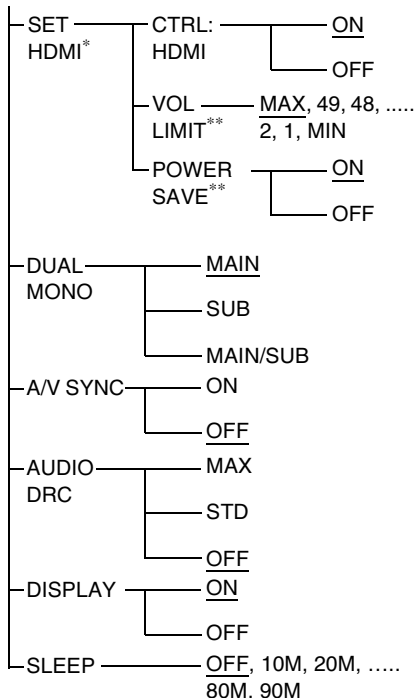 SET HDMI*
CTRL: HDMI
ON
OFF
VOL LIMIT**
MAX, 49, 48, .....
2, 1, MIN
POWER SAVE**
ON
OFF
DUAL MONO
MAIN
SUB
MAIN/SUB
A/V SYNC
ON
OFF
AUDIO DRC
MAX
STD
OFF
DISPLAY
ON
OFF
SLEEP
OFF, 10M, 20M, .....
80M, 90M